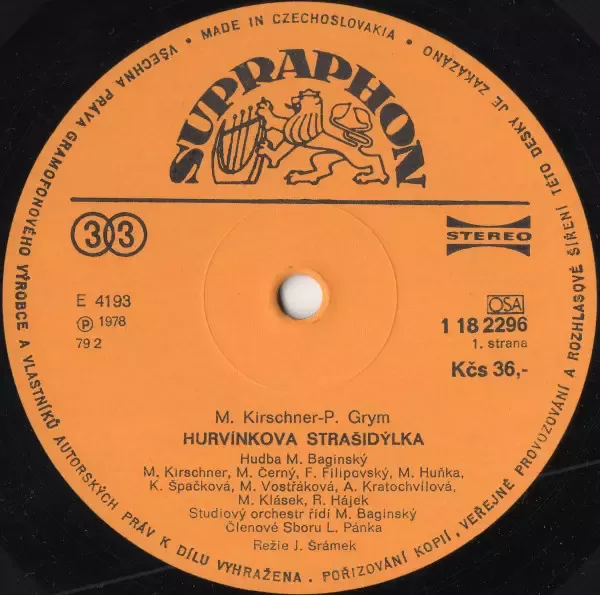 MADE IN CZECHOSLOVAKIA •
VŠECHNA PRÁVA GRAMOFONOVÉHO VÝROBCE A VLASTNÍKŮ AUTORSKÝCH PRÁV K DÍLU VYHRAŽENA. POŘIZOVÁNÍ KOPIÍ, VEŘEJNÉ PROVOZOVÁNÍ A ROZHLASOVÉ ŠÍŘENÍ TÉTO DESKY JE ZAKÁZÁNO •
SUPRAPHON
33
STEREO
E 4193
℗ 1978
79 2
OSA
1 18 2296
1. strana
Kčs 36,-
M. Kirschner-P. Grym
HURVÍNKOVA STRAŠIDÝLKA
Hudba M. Baginský
M. Kirschner, M. Černý, F. Filipovský, M. Huňka,
K. Špačková, M. Vostřáková, A. Kratochvílová,
M. Klásek, R. Hájek
Studiový orchestr řídí M. Baginský
Členové Sboru L. Pánka
Režie J. Šrámek